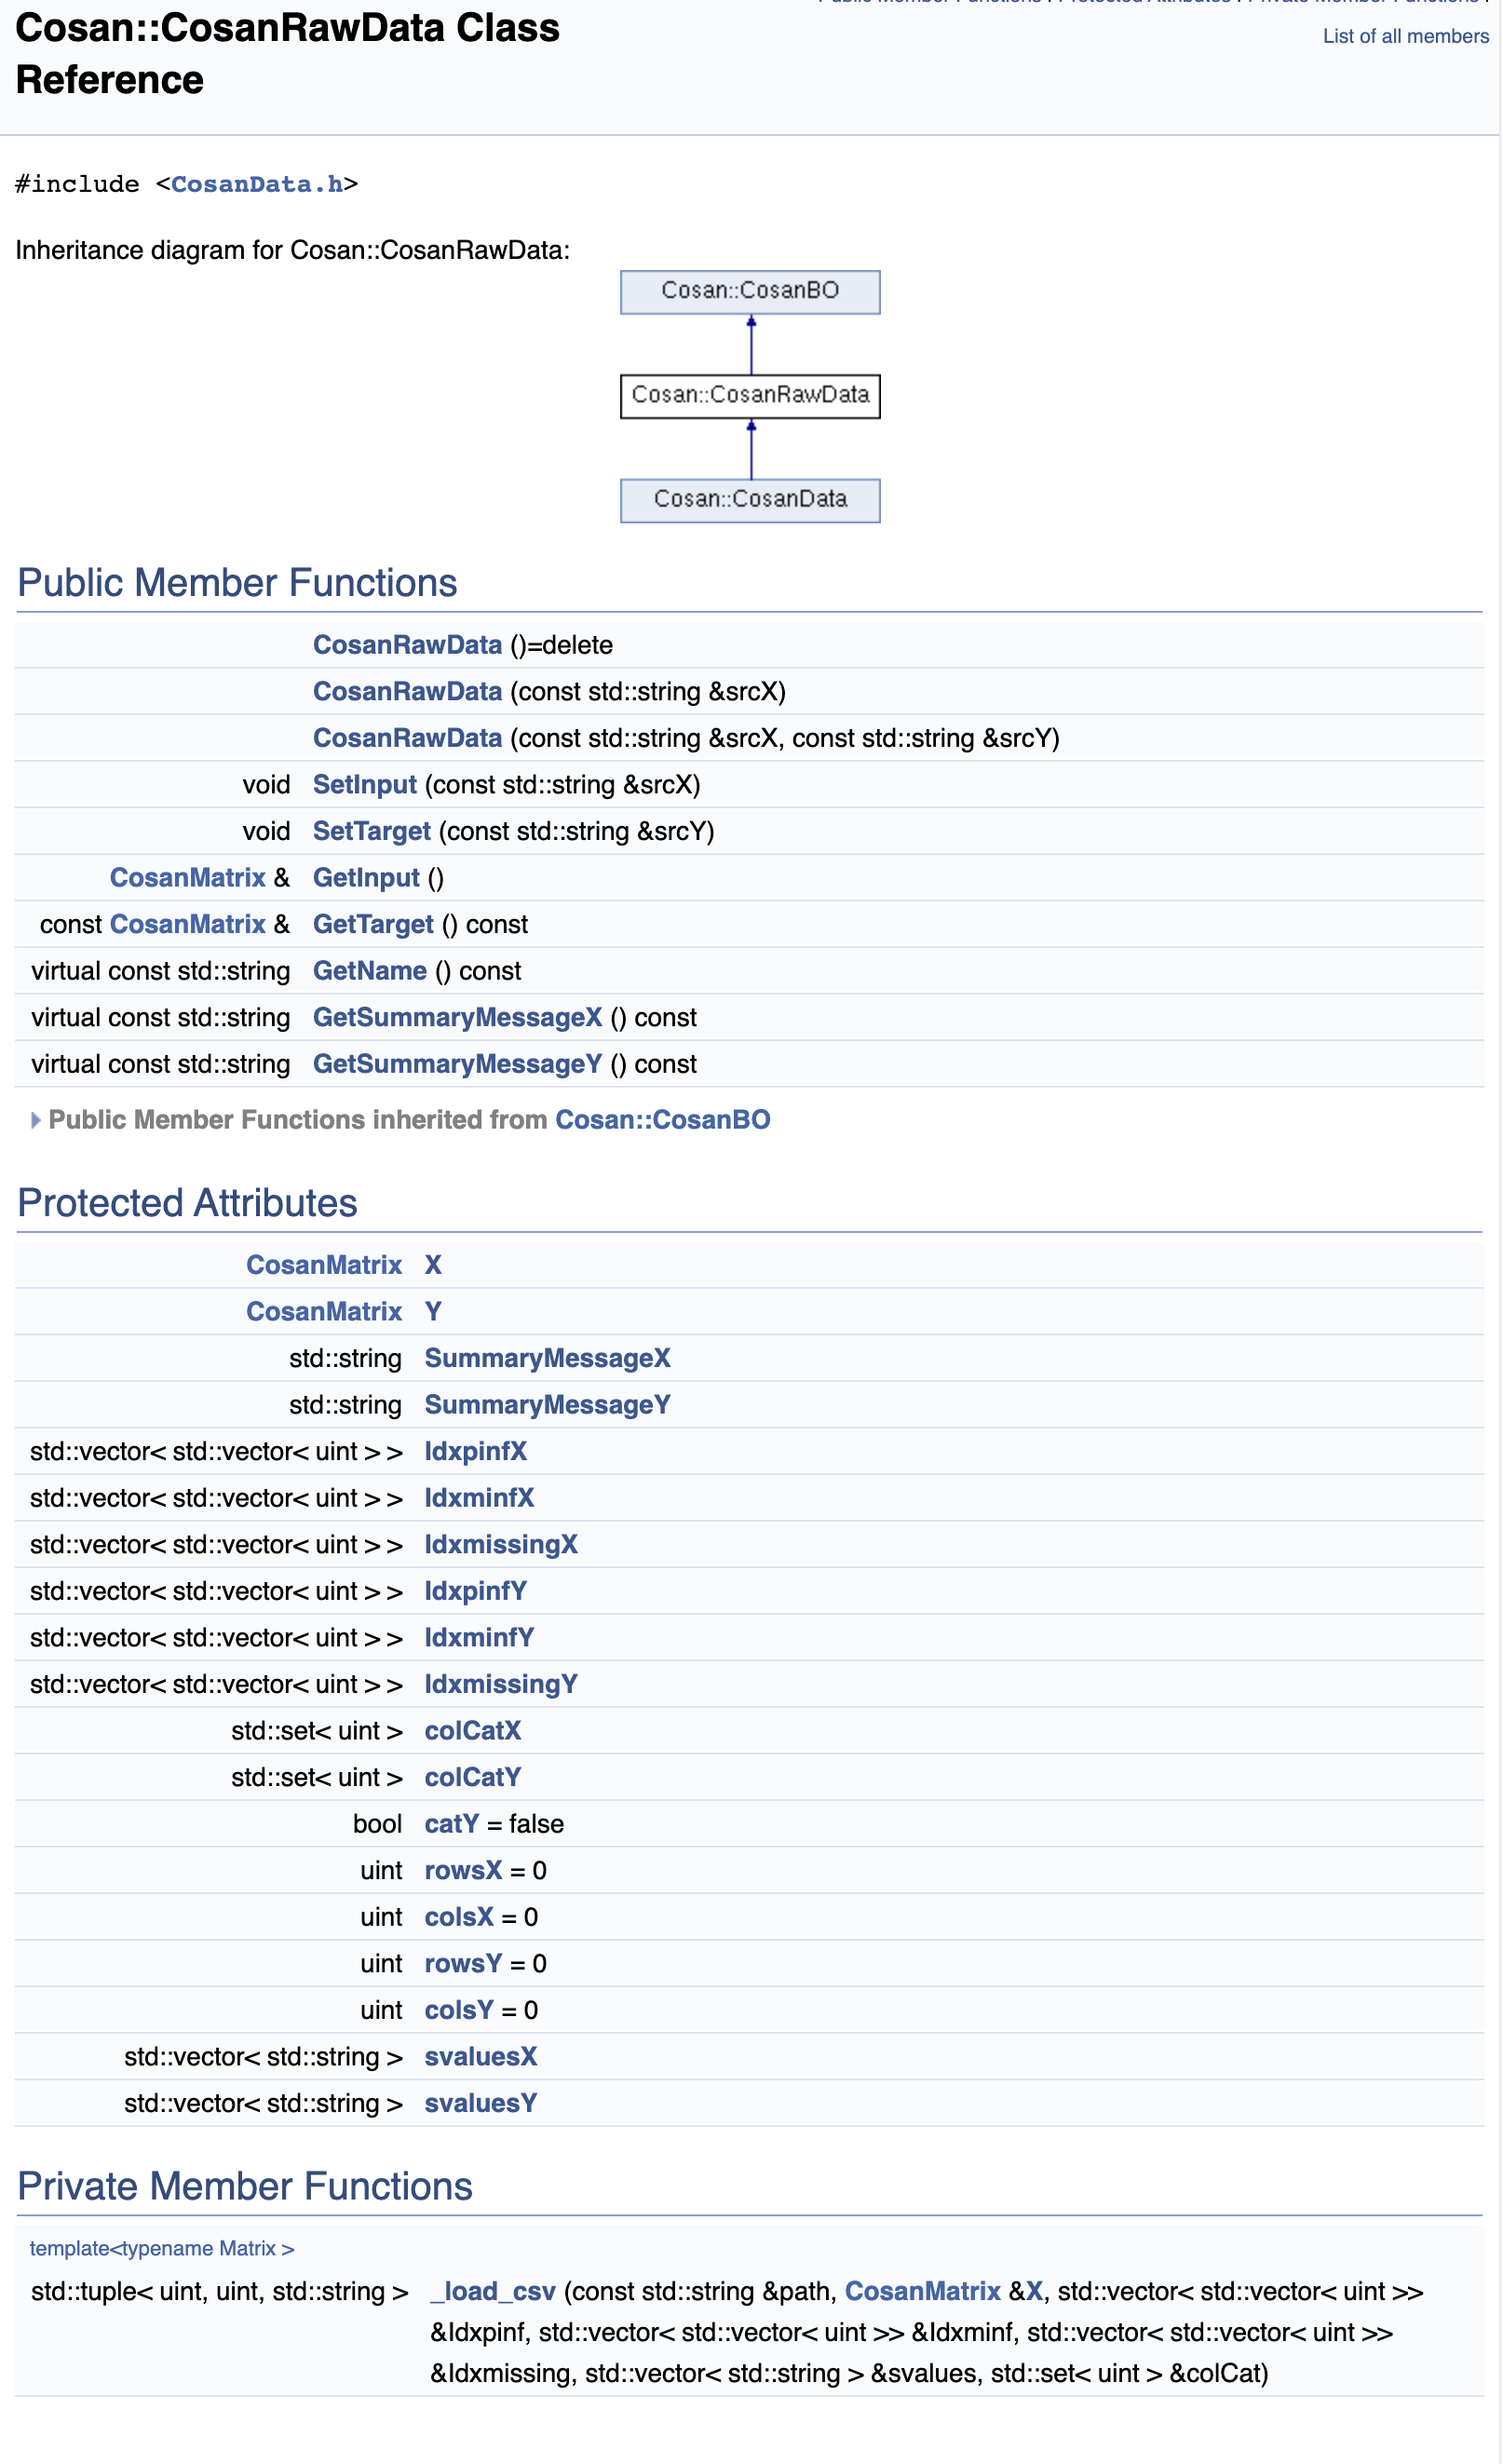 Public Member Functions | Protected Attributes | Private Member Functions |
Cosan::CosanRawData Class
Reference
List of all members
#include <CosanData.h>
Inheritance diagram for Cosan::CosanRawData:
Cosan::CosanBO
Cosan::CosanRawData
Cosan::CosanData
Public Member Functions
CosanRawData ()=delete
CosanRawData (const std::string &srcX)
CosanRawData (const std::string &srcX, const std::string &srcY)
void SetInput (const std::string &srcX)
void SetTarget (const std::string &srcY)
CosanMatrix & GetInput ()
const CosanMatrix & GetTarget () const
virtual const std::string GetName () const
virtual const std::string GetSummaryMessageX () const
virtual const std::string GetSummaryMessageY () const
Public Member Functions inherited from Cosan::CosanBO
Protected Attributes
CosanMatrix X
CosanMatrix Y
std::string SummaryMessageX
std::string SummaryMessageY
std::vector< std::vector< uint > > IdxpinfX
std::vector< std::vector< uint > > IdxminfX
std::vector< std::vector< uint > > IdxmissingX
std::vector< std::vector< uint > > IdxpinfY
std::vector< std::vector< uint > > IdxminfY
std::vector< std::vector< uint > > IdxmissingY
std::set< uint > colCatX
std::set< uint > colCatY
bool catY = false
uint rowsX = 0
uint colsX = 0
uint rowsY = 0
uint colsY = 0
std::vector< std::string > svaluesX
std::vector< std::string > svaluesY
Private Member Functions
template<typename Matrix >
std::tuple< uint, uint, std::string > _load_csv (const std::string &path, CosanMatrix &X, std::vector< std::vector< uint >>
&Idxpinf, std::vector< std::vector< uint >> &Idxminf, std::vector< std::vector< uint >>
&Idxmissing, std::vector< std::string > &svalues, std::set< uint > &colCat)